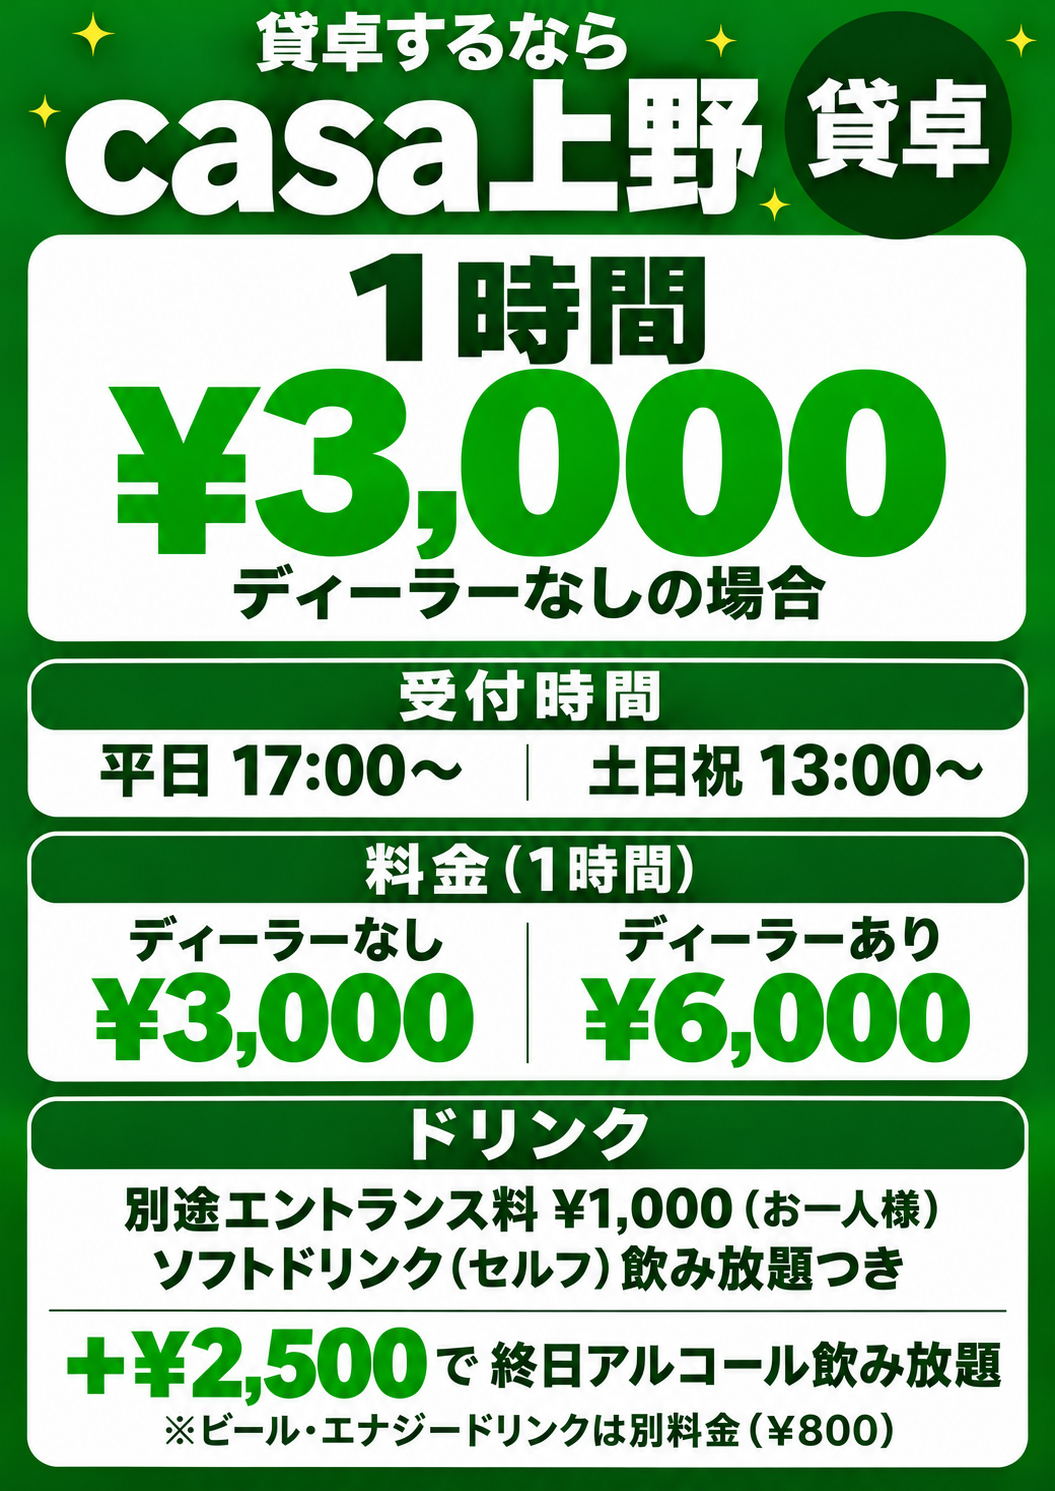 貸卓するなら
casa上野
貸卓
1時間
¥3,000
ディーラーなしの場合
受付時間
平日 17:00〜
土日祝 13:00〜
料金(1時間)
ディーラーなし
¥3,000
ディーラーあり
¥6,000
ドリンク
別途エントランス料 ¥1,000(お一人様)
ソフトドリンク(セルフ)飲み放題つき
+¥2,500で 終日アルコール飲み放題
※ビール・エナジードリンクは別料金(¥800)